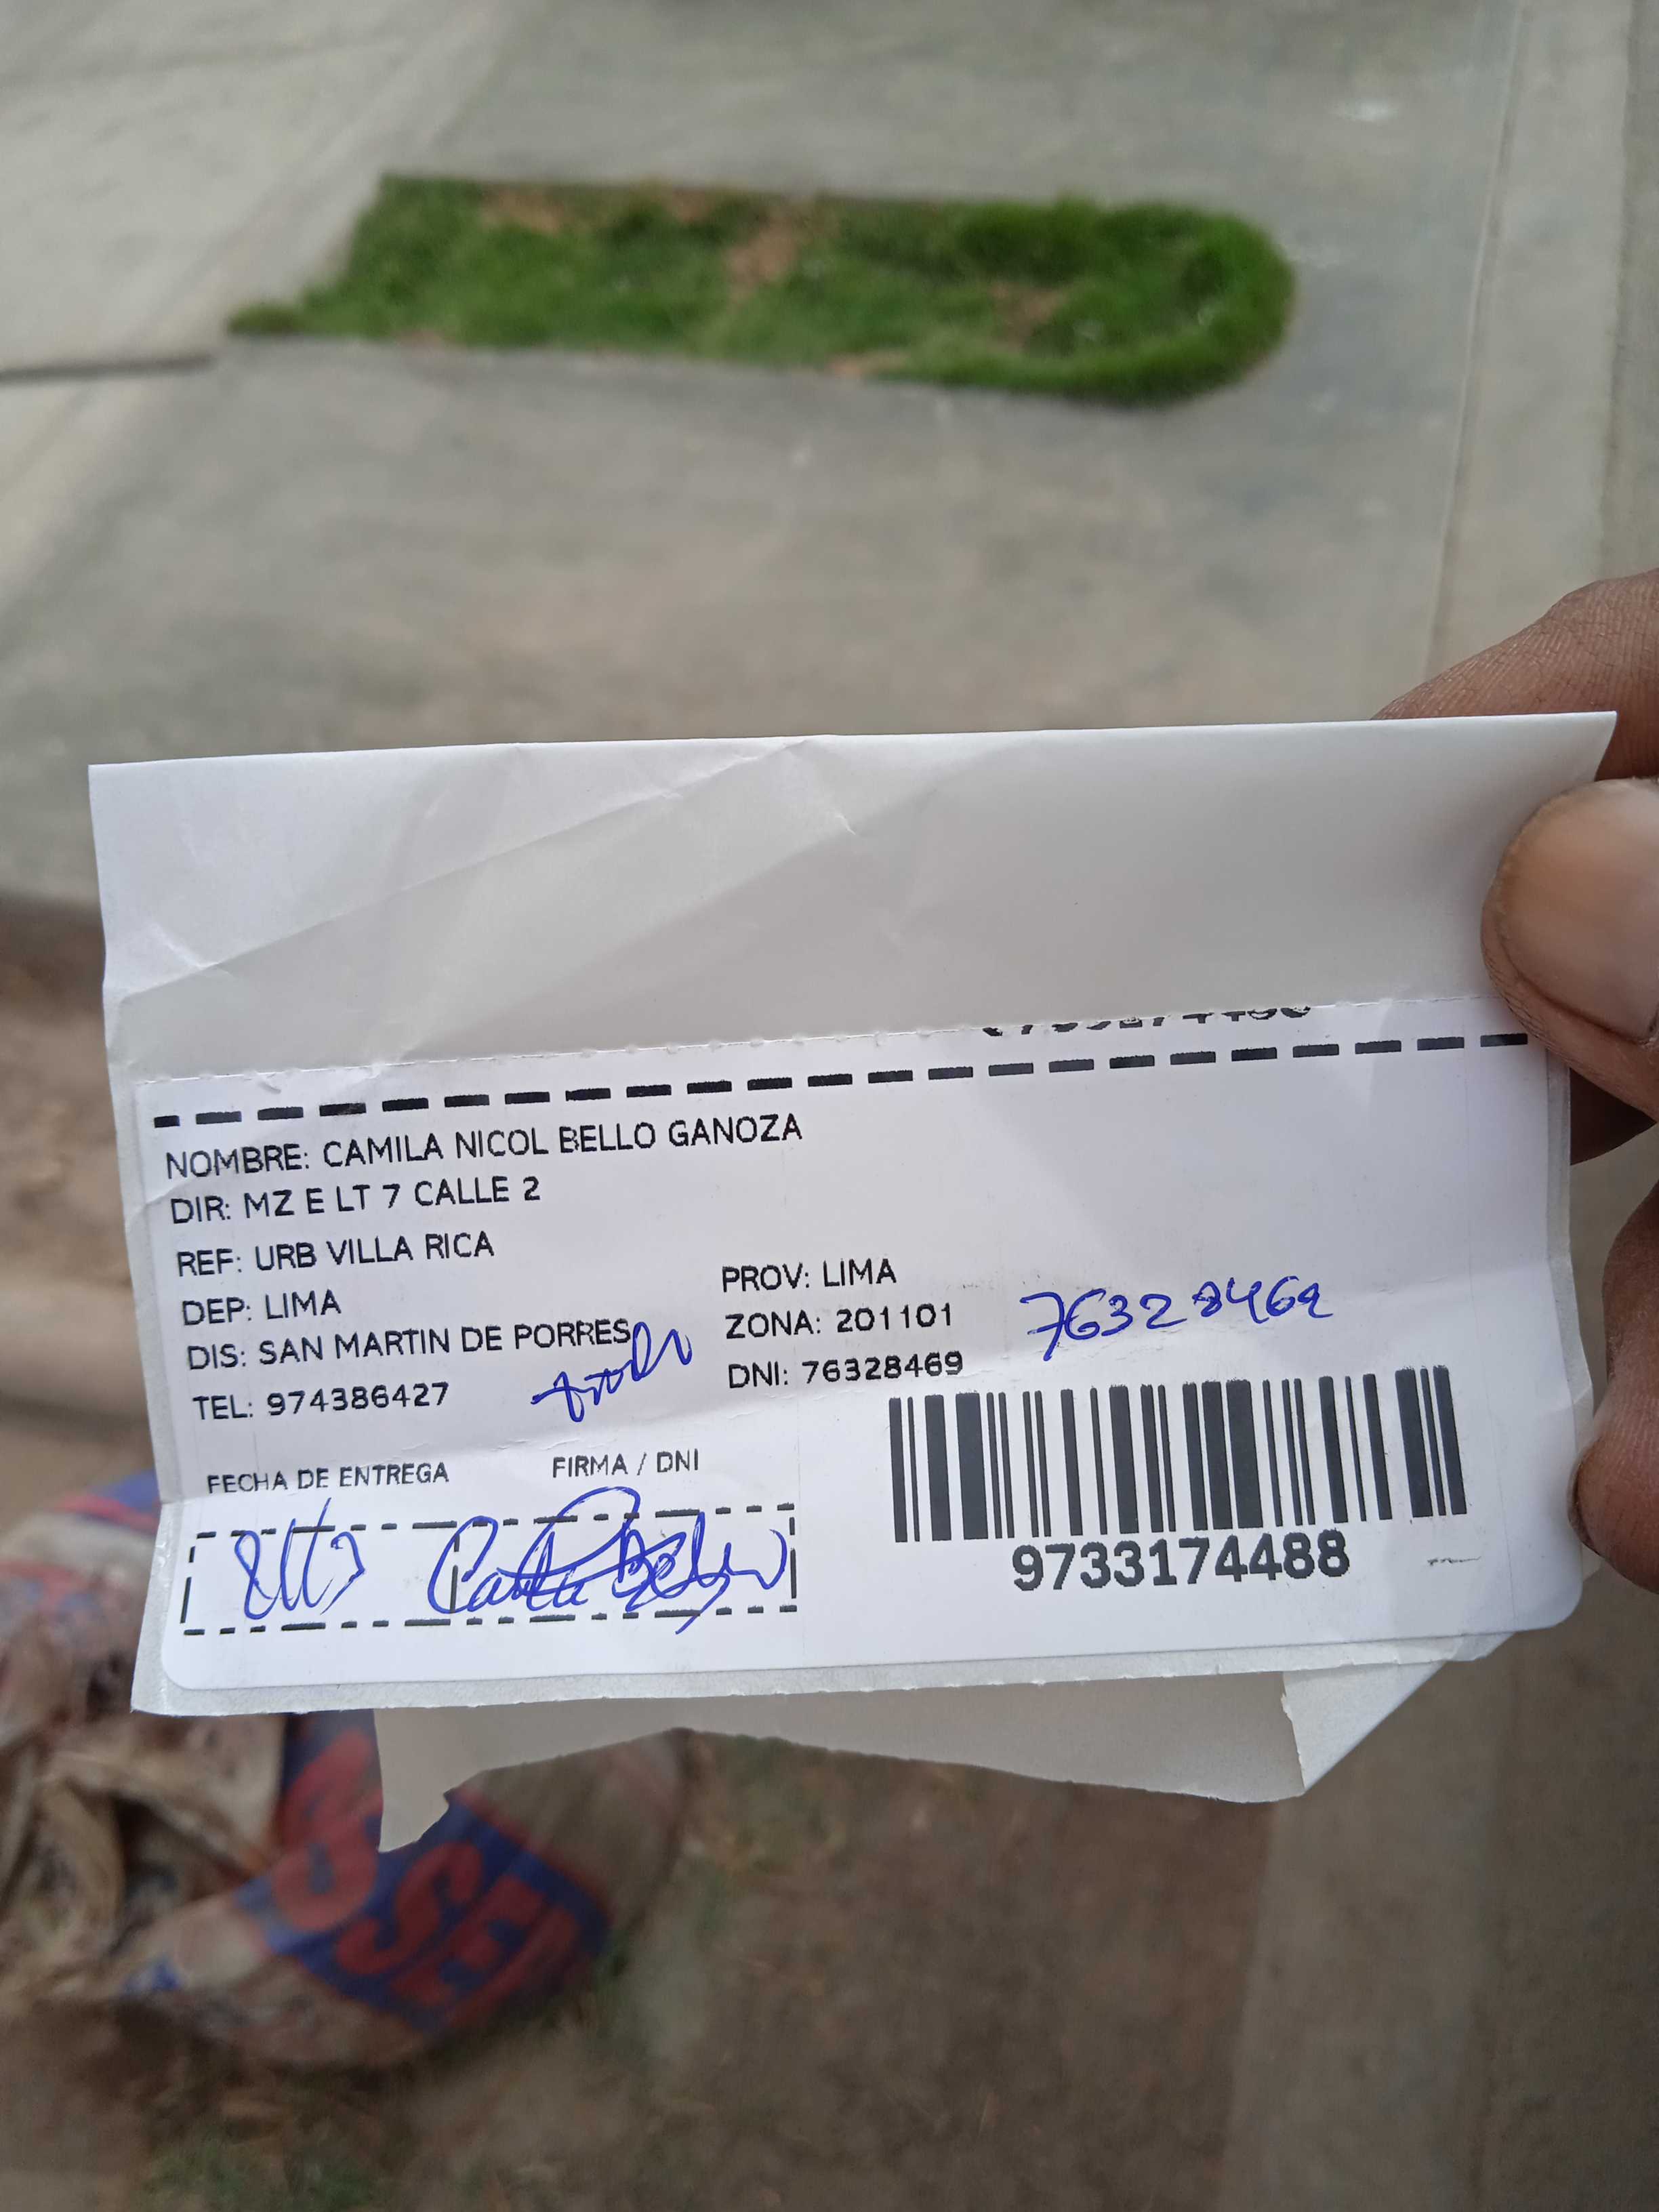 NOMBRE: CAMILA NICOL BELLO GANOZA
DIR: MZ E LT 7 CALLE 2
REF: URB VILLA RICA
DEP: LIMA
PROV: LIMA
DIS: SAN MARTIN DE PORRES
ZONA: 201101
76328469
TEL: 974386427
DNI: 76328469
FECHA DE ENTREGA
FIRMA / DNI
9733174488